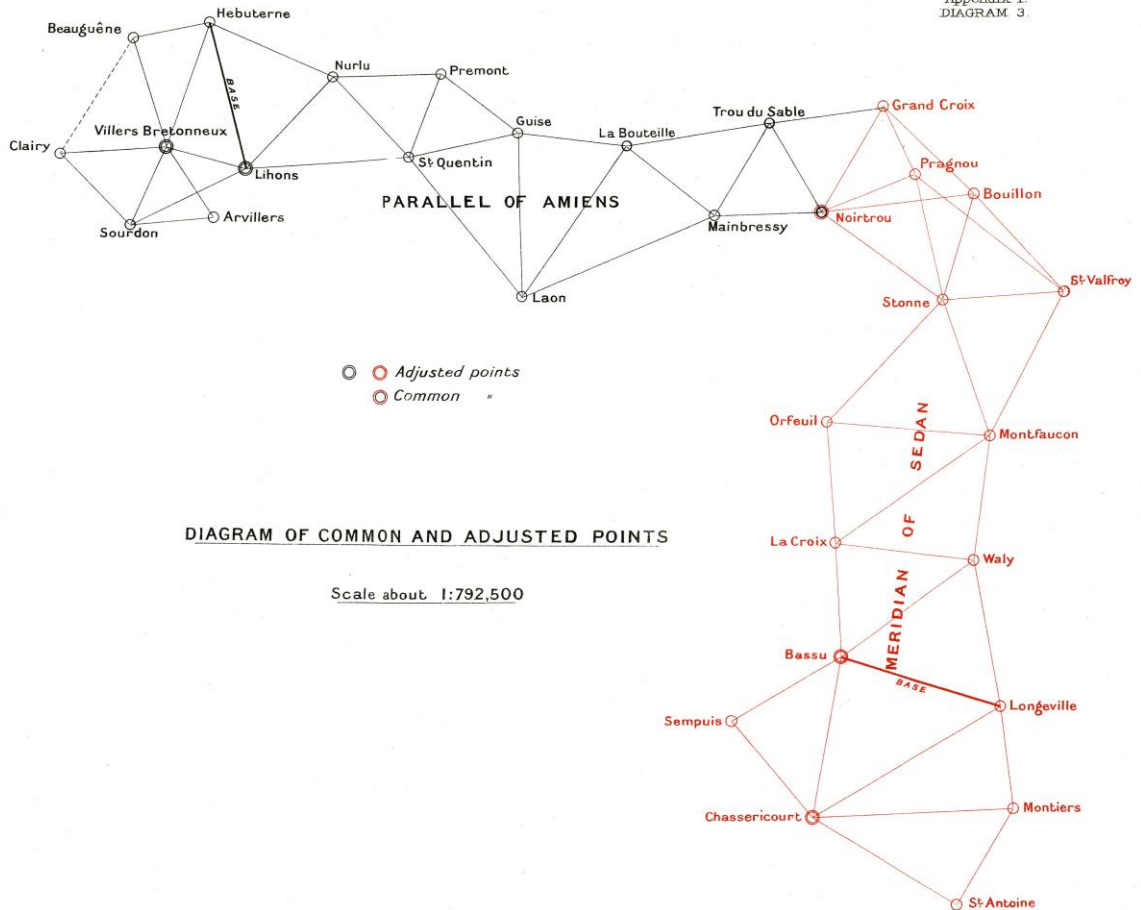 Appendix 1.
DIAGRAM 3.
Hebuterne
Beauguêne
Nurlu
Premont
BASE
Trou du Sable
Grand Croix
Guise
La Bouteille
Villers Bretonneux
Clairy
Lihons
St Quentin
Pragnou
Bouillon
PARALLEL OF AMIENS
Arvillers
Sourdon
Mainbressy
Noirtrou
Laon
Stonne
St Valfroy
Adjusted points
Common "
Orfeuil
Montfaucon
MERIDIAN OF SEDAN
DIAGRAM OF COMMON AND ADJUSTED POINTS
La Croix
Waly
Scale about 1:792,500
Bassu
BASE
Longeville
Sempuis
Chassericourt
Montiers
St Antoine